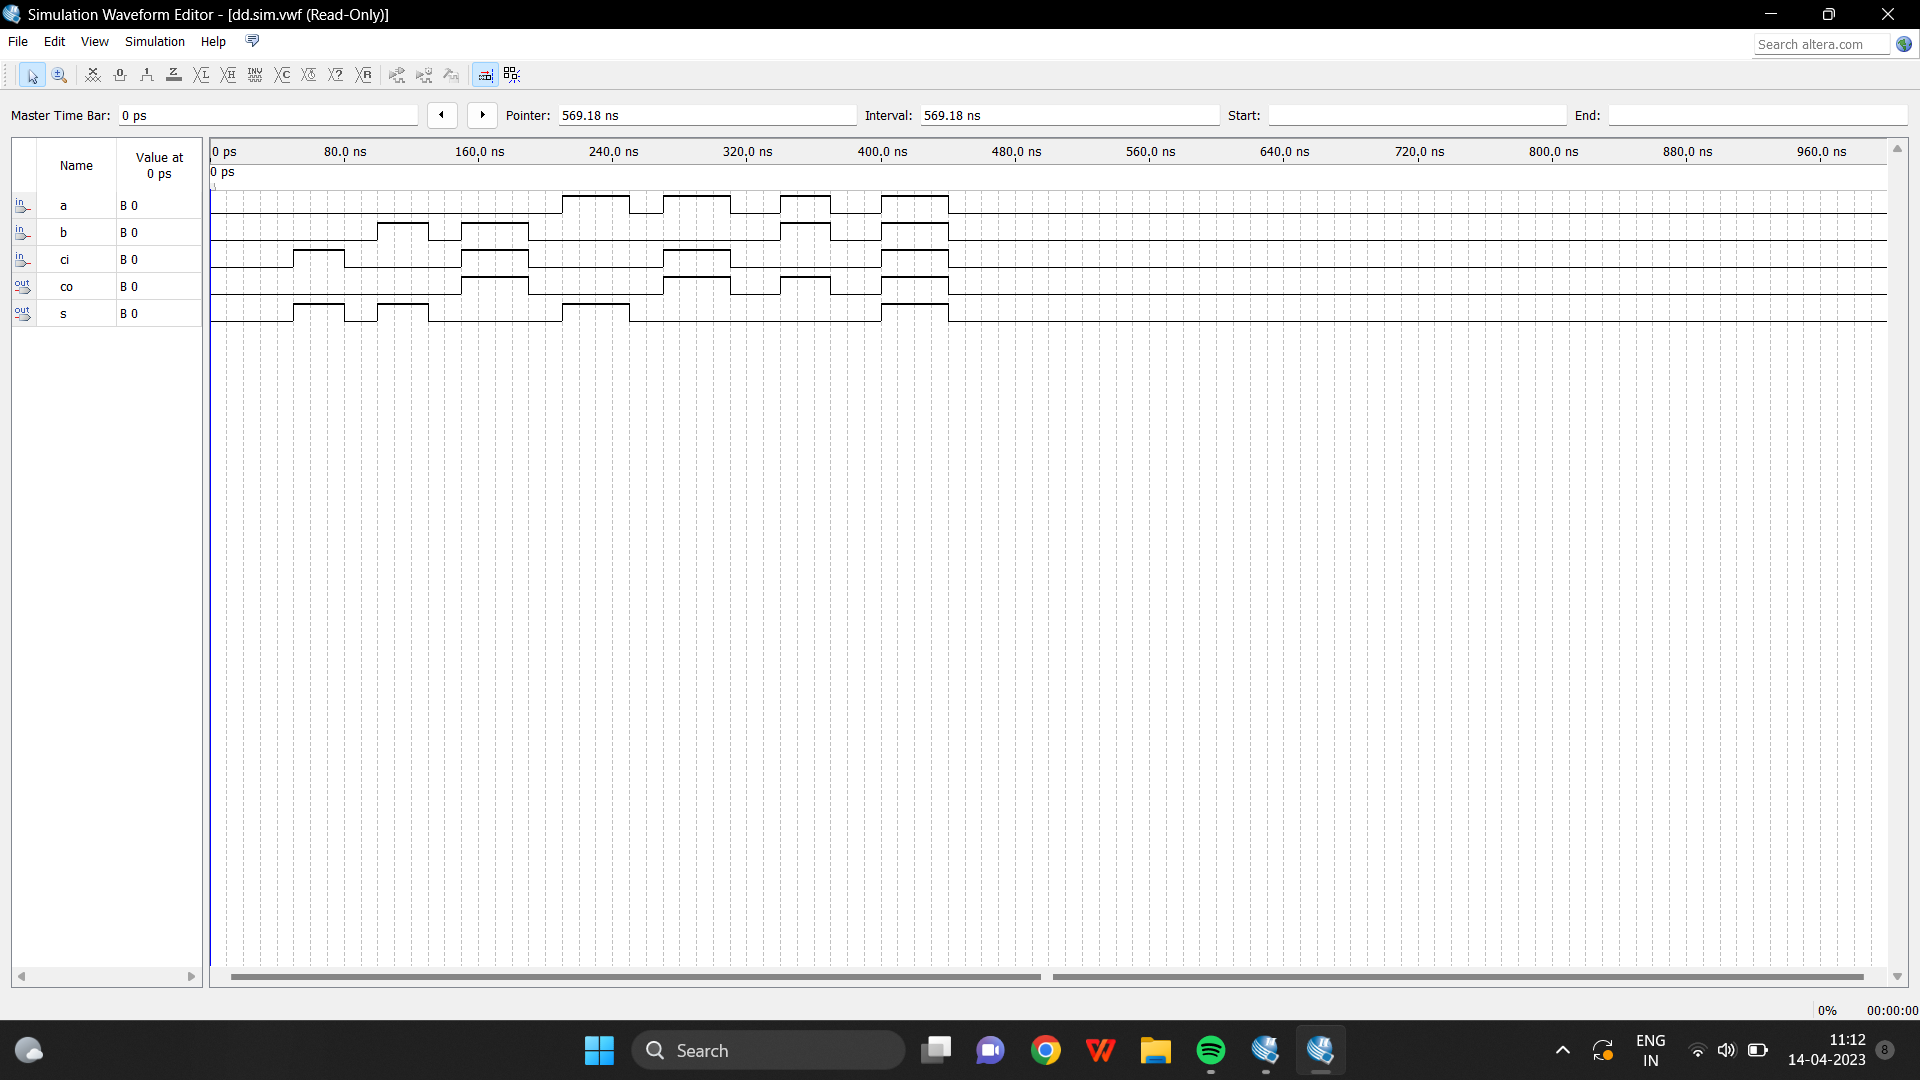 Simulation Waveform Editor - [dd.sim.vwf (Read-Only)]
File Edit View Simulation Help
Search altera.com
Master Time Bar: 0 ps Pointer: 569.18 ns Interval: 569.18 ns Start: End:
Name Value at 0 ps
0 ps 80.0 ns 160.0 ns 240.0 ns 320.0 ns 400.0 ns 480.0 ns 560.0 ns 640.0 ns 720.0 ns 800.0 ns 880.0 ns 960.0 ns
0 ps
in a B 0
in b B 0
in ci B 0
out co B 0
out s B 0
0% 00:00:00
Search
ENG
IN
11:12
14-04-2023
8